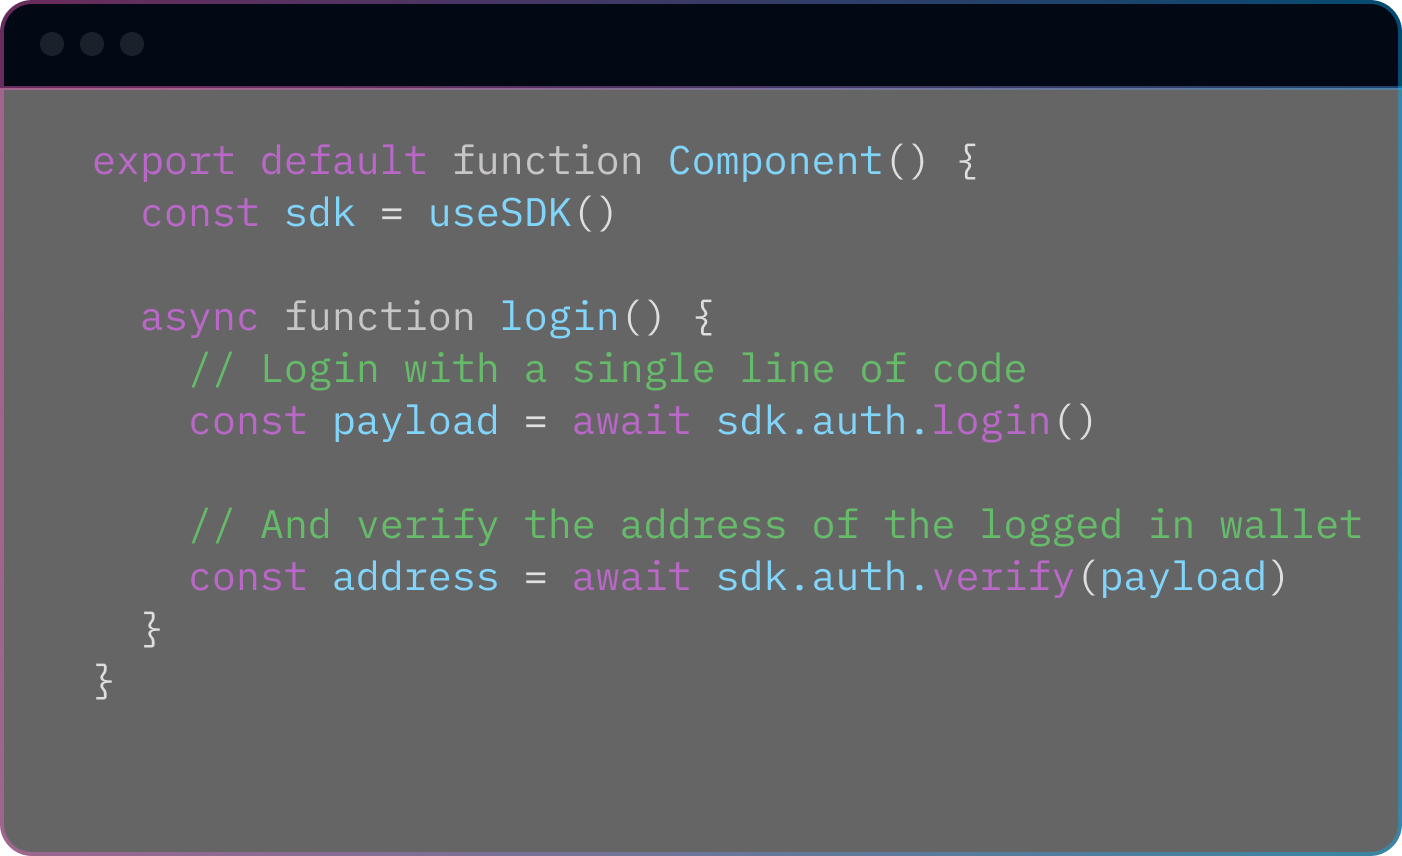 export default function Component() {
  const sdk = useSDK()

  async function login() {
    // Login with a single line of code
    const payload = await sdk.auth.login()

    // And verify the address of the logged in wallet
    const address = await sdk.auth.verify(payload)
  }
}